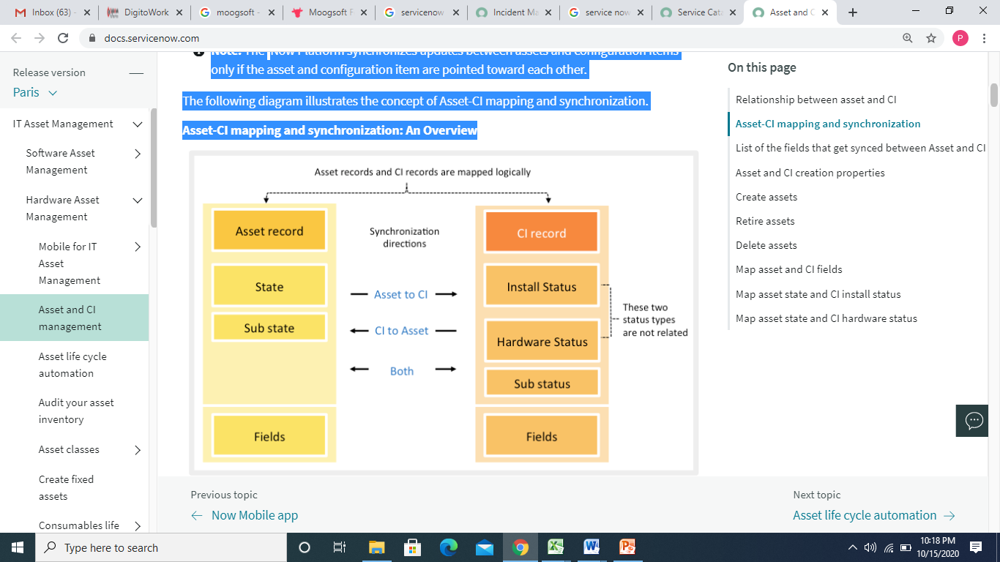 Inbox (63) -
DigitoWork
moogsoft -
Moogsoft
servicenow
Incident Ma
service now
Service Cata
Asset and C
docs.servicenow.com
P
Release version
Paris
IT Asset Management
Software Asset
Management
Hardware Asset
Management
Mobile for IT
Asset
Management
Asset and CI
management
Asset life cycle
automation
Audit your asset
inventory
Asset classes
Create fixed
assets
Consumables life
Note: The Now Platform synchronizes updates between assets and configuration items
only if the asset and configuration item are pointed toward each other.
The following diagram illustrates the concept of Asset-CI mapping and synchronization.
Asset-CI mapping and synchronization: An Overview
Asset records and CI records are mapped logically
Asset record
State
Sub state
Fields
Synchronization
directions
Asset to CI
CI to Asset
Both
CI record
Install Status
Hardware Status
Sub status
Fields
These two
status types
are not related
On this page
Relationship between asset and CI
Asset-CI mapping and synchronization
List of the fields that get synced between Asset and CI
Asset and CI creation properties
Create assets
Retire assets
Delete assets
Map asset and CI fields
Map asset state and CI install status
Map asset state and CI hardware status
Previous topic
Now Mobile app
Next topic
Asset life cycle automation
Type here to search
10:18 PM
10/15/2020